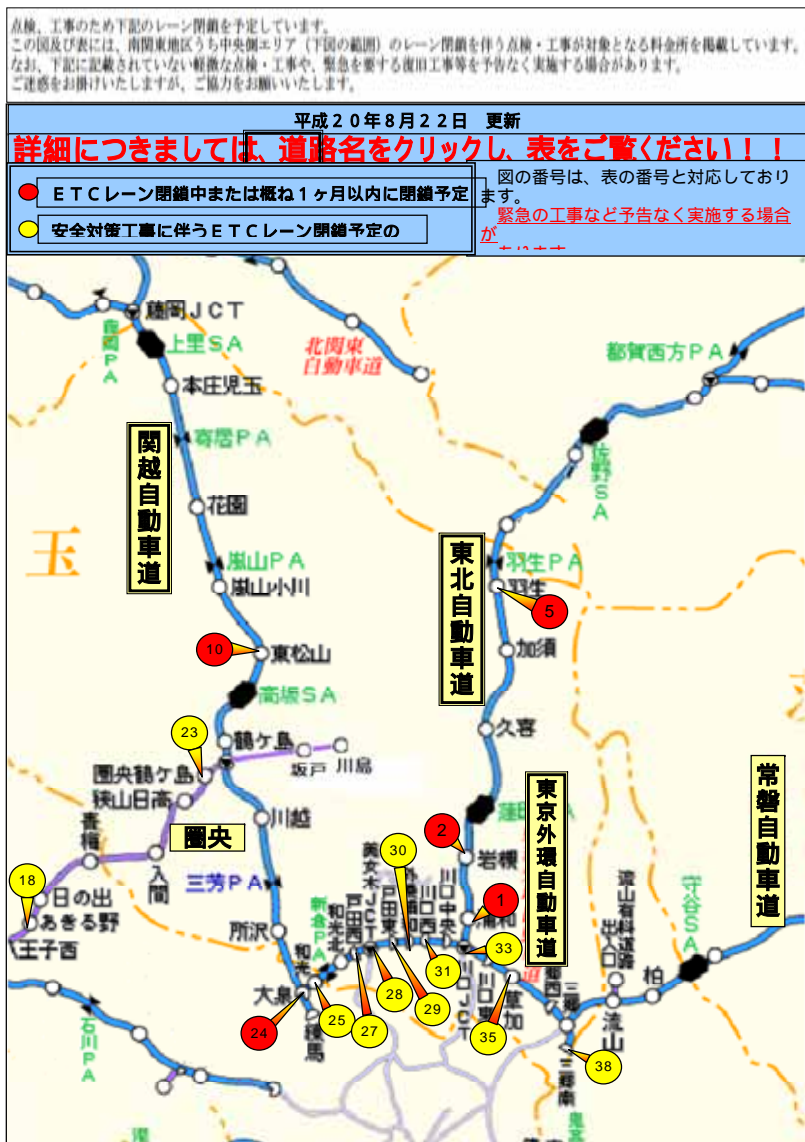 点検、工事のため下記のレーン閉鎖を予定しています。
この図及び表には、南関東地区うち中央側エリア（下図の範囲）のレーン閉鎖を伴う点検・工事が対象となる料金所を掲載しています。
なお、下記に記載されていない軽微な点検・工事や、緊急を要する復旧工事等を予告なく実施する場合があります。
ご迷惑をお掛けいたしますが、ご協力をお願いいたします。
平成２０年８月２２日　更新
詳細につきましては、道路名をクリックし、表をご覧ください！！
ＥＴＣレーン閉鎖中または概ね１ヶ月以内に閉鎖予定
安全対策工事に伴うＥＴＣレーン閉鎖予定の
図の番号は、表の番号と対応しており
ます。
緊急の工事など予告なく実施する場合
が
藤岡ＪＣＴ
上里ＳＡ
北関東
自動車道
都賀西方ＰＡ
本庄児玉
関越自動車道
寄居ＰＡ
佐野ＳＡ
花園
玉
東北自動車道
嵐山ＰＡ
羽生ＰＡ
嵐山小川
羽生
5
10
東松山
加須
高坂ＳＡ
23
鶴ヶ島
久喜
坂戸
川島
圏央鶴ヶ島
狭山日高
東京外環自動車道
常磐自動車道
川越
圏央
2
岩槻
青梅
入間
30
三芳ＰＡ
18
日の出
あきる野
八王子西
1
浦和
新倉ＰＡ
和光北
戸田西
美女木ＪＣＴ
戸田東
川口西
川口中央
流山有料道路
出入口
守谷ＳＡ
所沢
33
31
和光
大泉
25
27
28
29
川口ＪＣＴ
川口東
草加
三郷
柏
流山
24
練馬
35
38
三郷南
石川ＰＡ